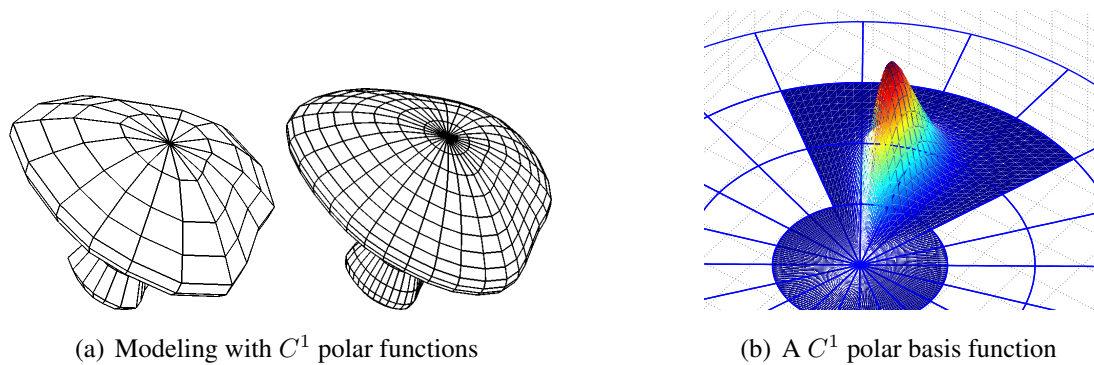 (a) Modeling with C¹ polar functions
(b) A C¹ polar basis function